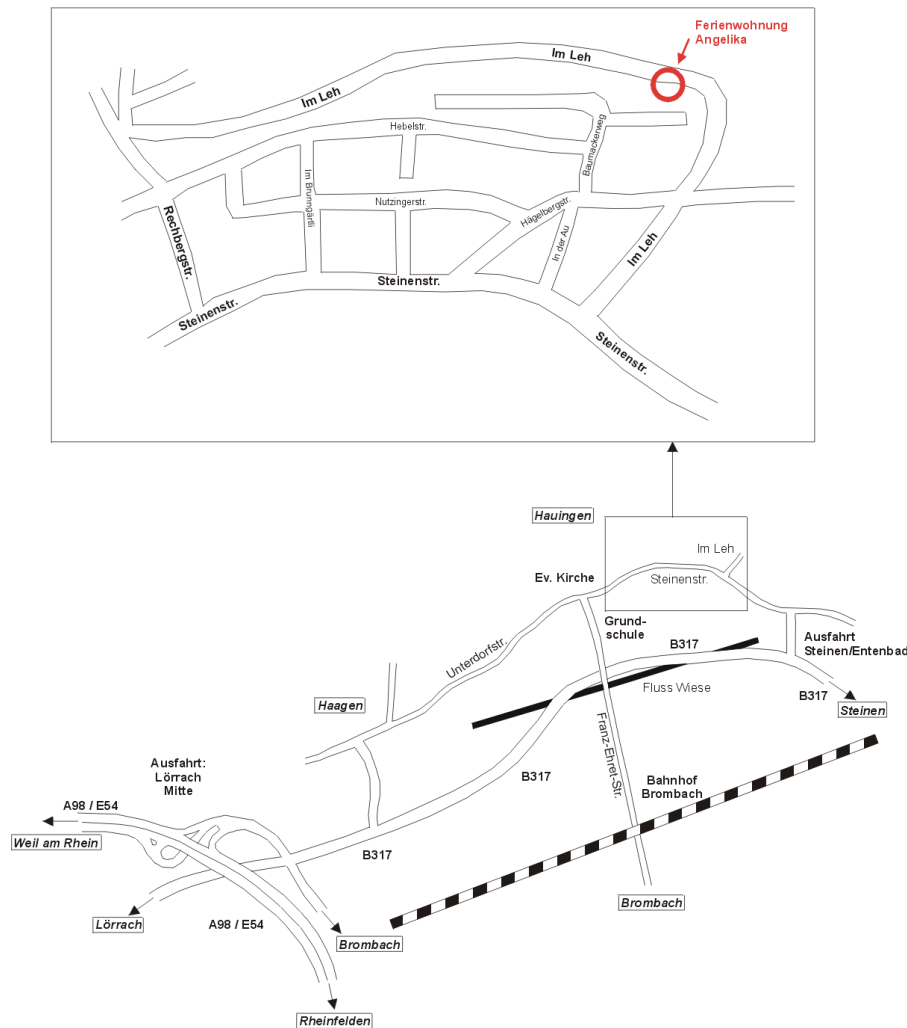 Ferienwohnung
Angelika
Im Leh
Im Leh
Hebelstr.
Baumackerweg
Im Brunngärtli
Nutzingerstr.
Hägelbergstr.
Rechbergstr.
In der Au
Im Leh
Steinenstr.
Steinenstr.
Steinenstr.
Hauingen
Im Leh
Ev. Kirche
Steinenstr.
Grund-
schule
B317
Ausfahrt
Steinen/Entenbad
Unterdorfstr.
Fluss Wiese
B317
Steinen
Haagen
Franz-Ehret-Str.
Ausfahrt:
Lörrach
Mitte
B317
Bahnhof
Brombach
A98 / E54
Weil am Rhein
B317
Brombach
Lörrach
A98 / E54
Brombach
Rheinfelden